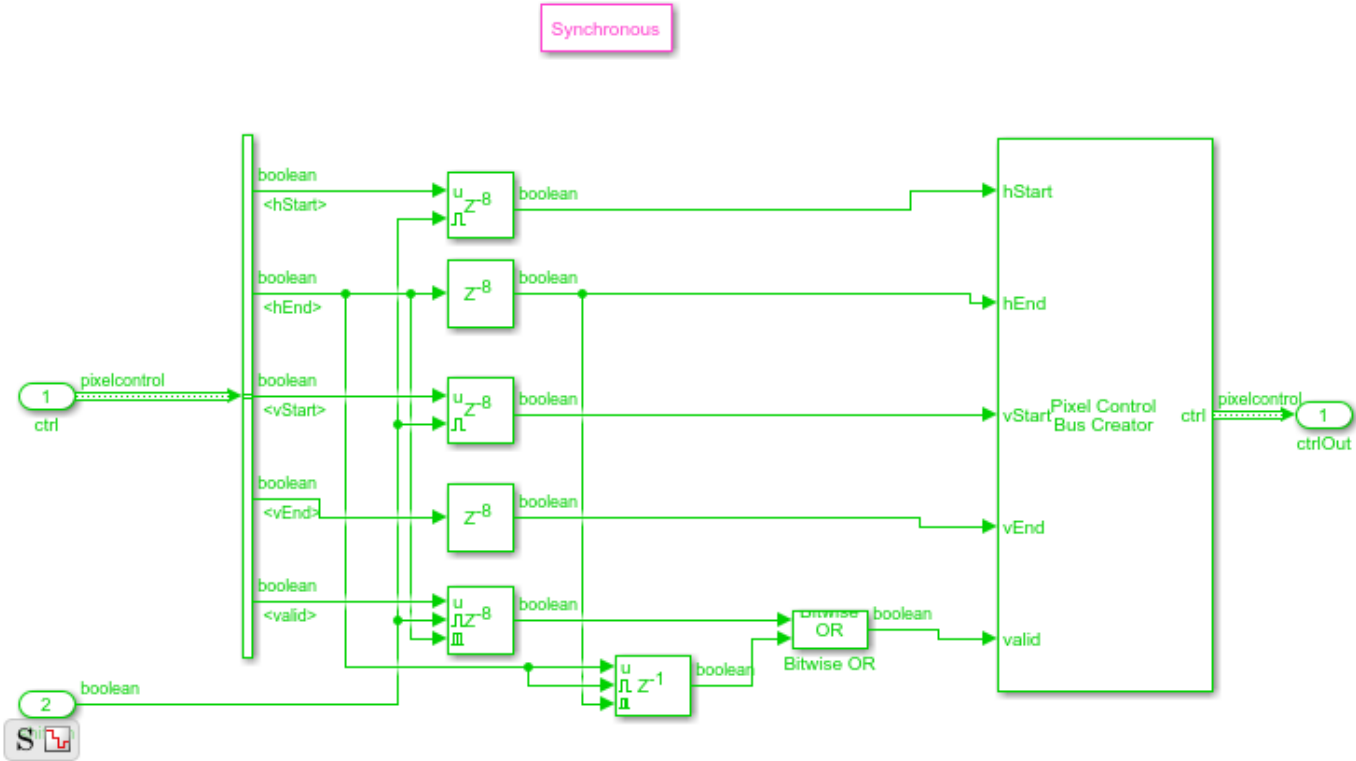 Synchronous
boolean
<hStart>
u
Z-8
boolean
hStart
boolean
<hEnd>
Z-8
boolean
hEnd
pixelcontrol
1
ctrl
boolean
<vStart>
u
Z-8
boolean
vStart
Pixel Control
Bus Creator
ctrl
pixelcontrol
1
ctrlOut
boolean
<vEnd>
Z-8
boolean
vEnd
boolean
<valid>
u
Z-8
boolean
Bitwise
OR
Bitwise OR
boolean
valid
u
Z-1
boolean
boolean
2
S